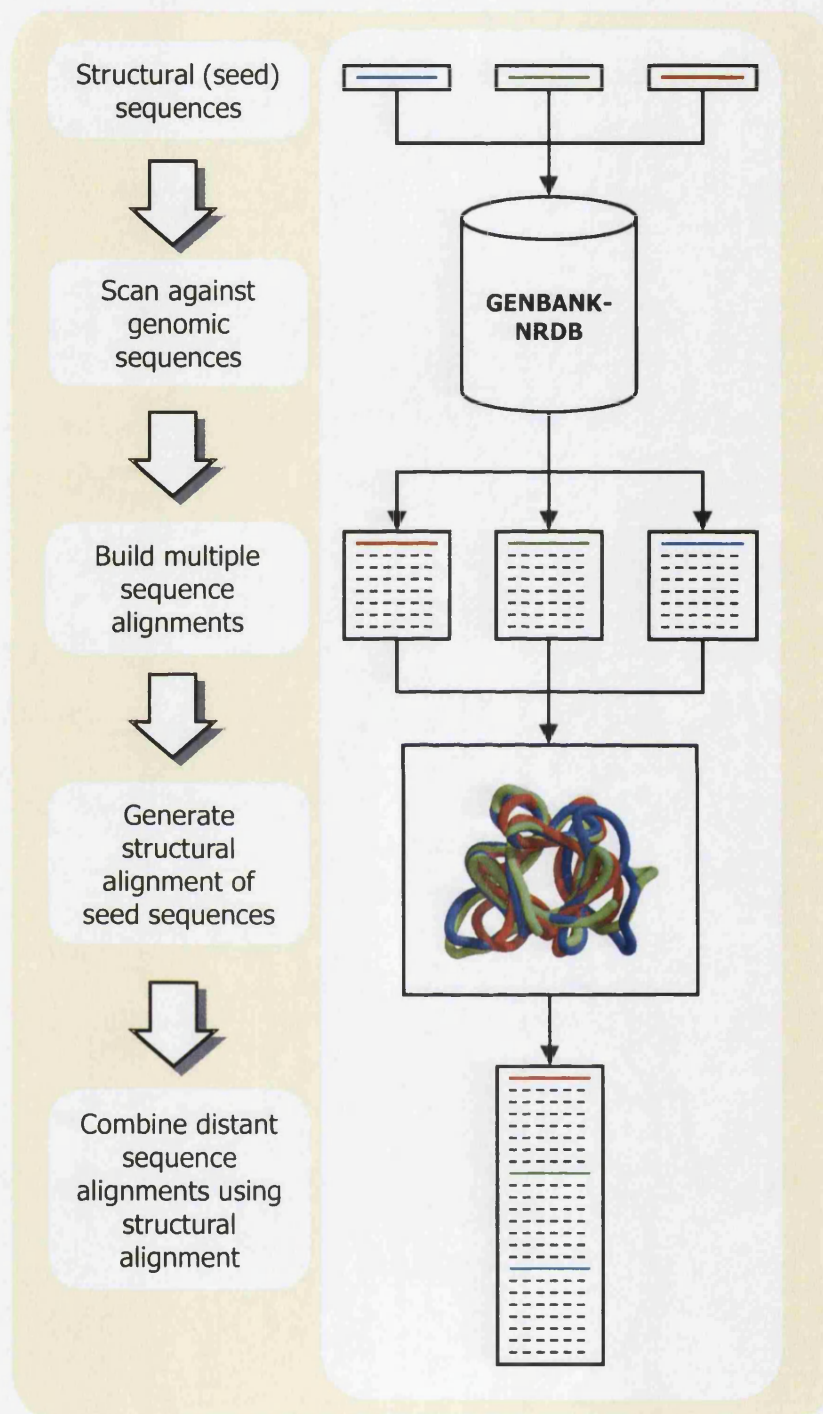 Structural (seed)
sequences
Scan against
genomic
sequences
GENBANK-
NRDB
Build multiple
sequence
alignments
Generate
structural
alignment of
seed sequences
Combine distant
sequence
alignments using
structural
alignment